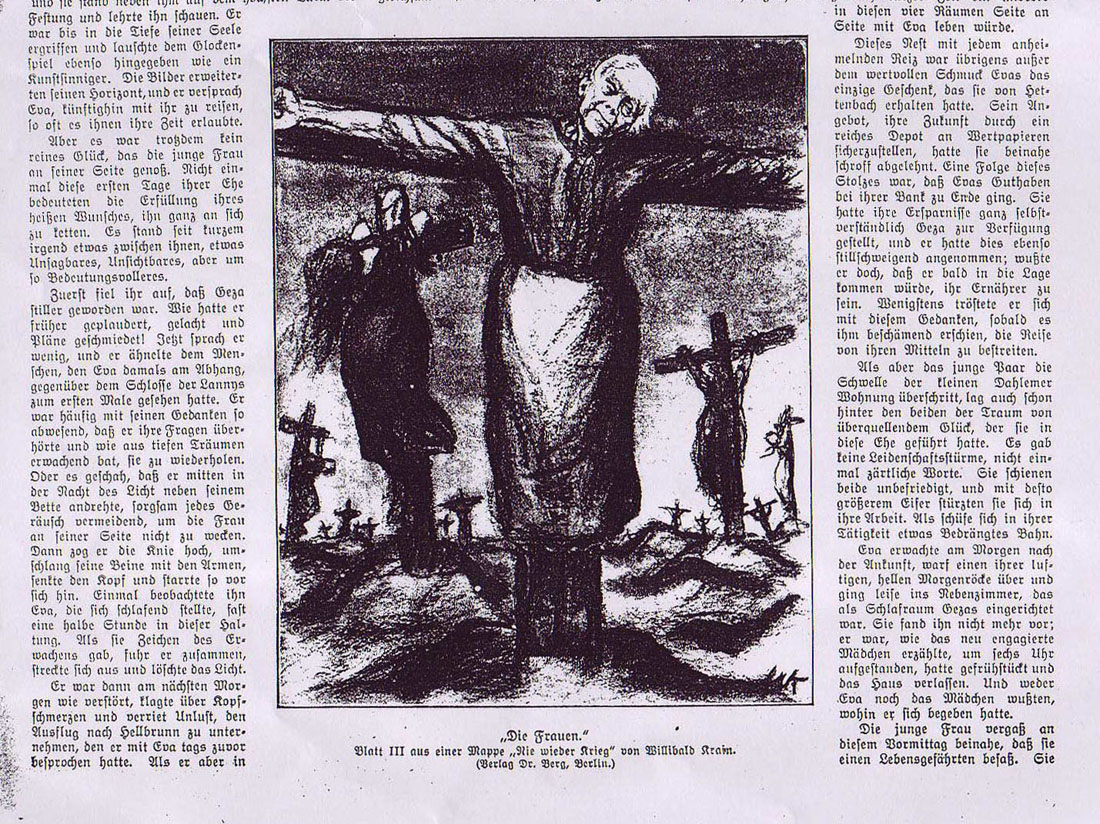 Festung und lehrte ihn schauen. Er
war bis in die Tiefe seiner Seele
ergriffen und lauschte dem Glocken-
spiel ebenso hingegeben wie ein
Kunstsinniger. Die Bilder erweiter-
ten seinen Horizont, und er versprach
Eva, künftighin mit ihr zu reisen,
so oft es ihnen ihre Zeit erlaubte.
Aber es war trotzdem kein
reines Glück, das die junge Frau
an seiner Seite genoß. Nicht ein-
mal diese ersten Tage ihrer Ehe
bedeuteten die Erfüllung ihres
heißen Wunsches, ihn ganz an sich
zu ketten. Es stand seit kurzem
irgend etwas zwischen ihnen, etwas
Unsagbares, Unsichtbares, aber um
so Bedeutungsvolleres.
Zuerst fiel ihr auf, daß Geza
stiller geworden war. Wie hatte er
früher geplaudert, gelacht und
Pläne geschmiedet! Jetzt sprach er
wenig, und er ähnelte dem Men-
schen, den Eva damals am Abhang,
gegenüber dem Schlosse der Lannys
zum ersten Male gesehen hatte. Er
war häufig mit seinen Gedanken so
abwesend, daß er ihre Fragen über-
hörte und wie aus tiefen Träumen
erwachend bat, sie zu wiederholen.
Oder es geschah, daß er mitten in
der Nacht des Licht neben seinem
Bette andrehte, sorgsam jedes Ge-
räusch vermeidend, um die Frau
an seiner Seite nicht zu wecken.
Dann zog er die Knie hoch, um-
schlang seine Beine mit den Armen,
senkte den Kopf und starrte so vor
sich hin. Einmal beobachtete ihn
Eva, die sich schlafend stellte, fast
eine halbe Stunde in dieser Hal-
tung. Als sie Zeichen des Er-
wachens gab, fuhr er zusammen,
streckte sich aus und löschte das Licht.
Er war dann am nächsten Mor-
gen wie verstört, klagte über Kopf-
schmerzen und verriet Unlust, den
Ausflug nach Hellbrunn zu unter-
nehmen, den er mit Eva tags zuvor
besprochen hatte. Als er aber in
„Die Frauen.“
Blatt III aus einer Mappe „Nie wieder Krieg“ von Willibald Krain.
(Verlag Dr. Berg, Berlin.)
in diesen vier Räumen Seite an
Seite mit Eva leben würde.
Dieses Nest mit jedem anhei-
melnden Reiz war übrigens außer
dem wertvollen Schmuck Evas das
einzige Geschenk, das sie von Het-
tenbach erhalten hatte. Sein An-
gebot, ihre Zukunft durch ein
reiches Depot an Wertpapieren
sicherzustellen, hatte sie beinahe
schroff abgelehnt. Eine Folge dieses
Stolzes war, daß Evas Guthaben
bei ihrer Bank zu Ende ging. Sie
hatte ihre Ersparnisse ganz selbst-
verständlich Geza zur Verfügung
gestellt, und er hatte dies ebenso
stillschweigend angenommen; wußte
er doch, daß er bald in die Lage
kommen würde, ihr Ernährer zu
sein. Wenigstens tröstete er sich
mit diesem Gedanken, sobald es
ihm beschämend erschien, die Reise
von ihren Mitteln zu bestreiten.
Als aber das junge Paar die
Schwelle der kleinen Dahlemer
Wohnung überschritt, lag auch schon
hinter den beiden der Traum von
überquellendem Glück, der sie in
diese Ehe geführt hatte. Es gab
keine Leidenschaftsstürme, nicht ein-
mal zärtliche Worte. Sie schienen
beide unbefriedigt, und mit desto
größerem Eifer stürzten sie sich in
ihre Arbeit. Als schüfe sich in ihrer
Tätigkeit etwas Bedrängtes Bahn.
Eva erwachte am Morgen nach
der Ankunft, warf einen ihrer luf-
tigen, hellen Morgenröcke über und
ging leise ins Nebenzimmer, das
als Schlafraum Gezas eingerichtet
war. Sie fand ihn nicht mehr vor;
er war, wie das neu engagierte
Mädchen erzählte, um sechs Uhr
aufgestanden, hatte gefrühstückt und
das Haus verlassen. Und weder
Eva noch das Mädchen wußten,
wohin er sich begeben hatte.
Die junge Frau vergaß an
diesem Vormittag beinahe, daß sie
einen Lebensgefährten besaß. Sie